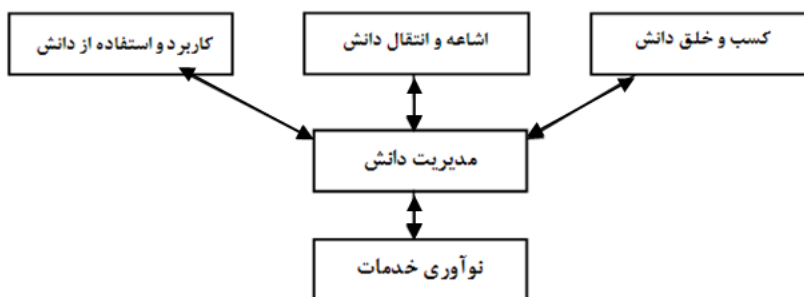 کسب و خلق دانش
اشاعه و انتقال دانش
کاربرد و استفاده از دانش
مدیریت دانش
نوآوری خدمات